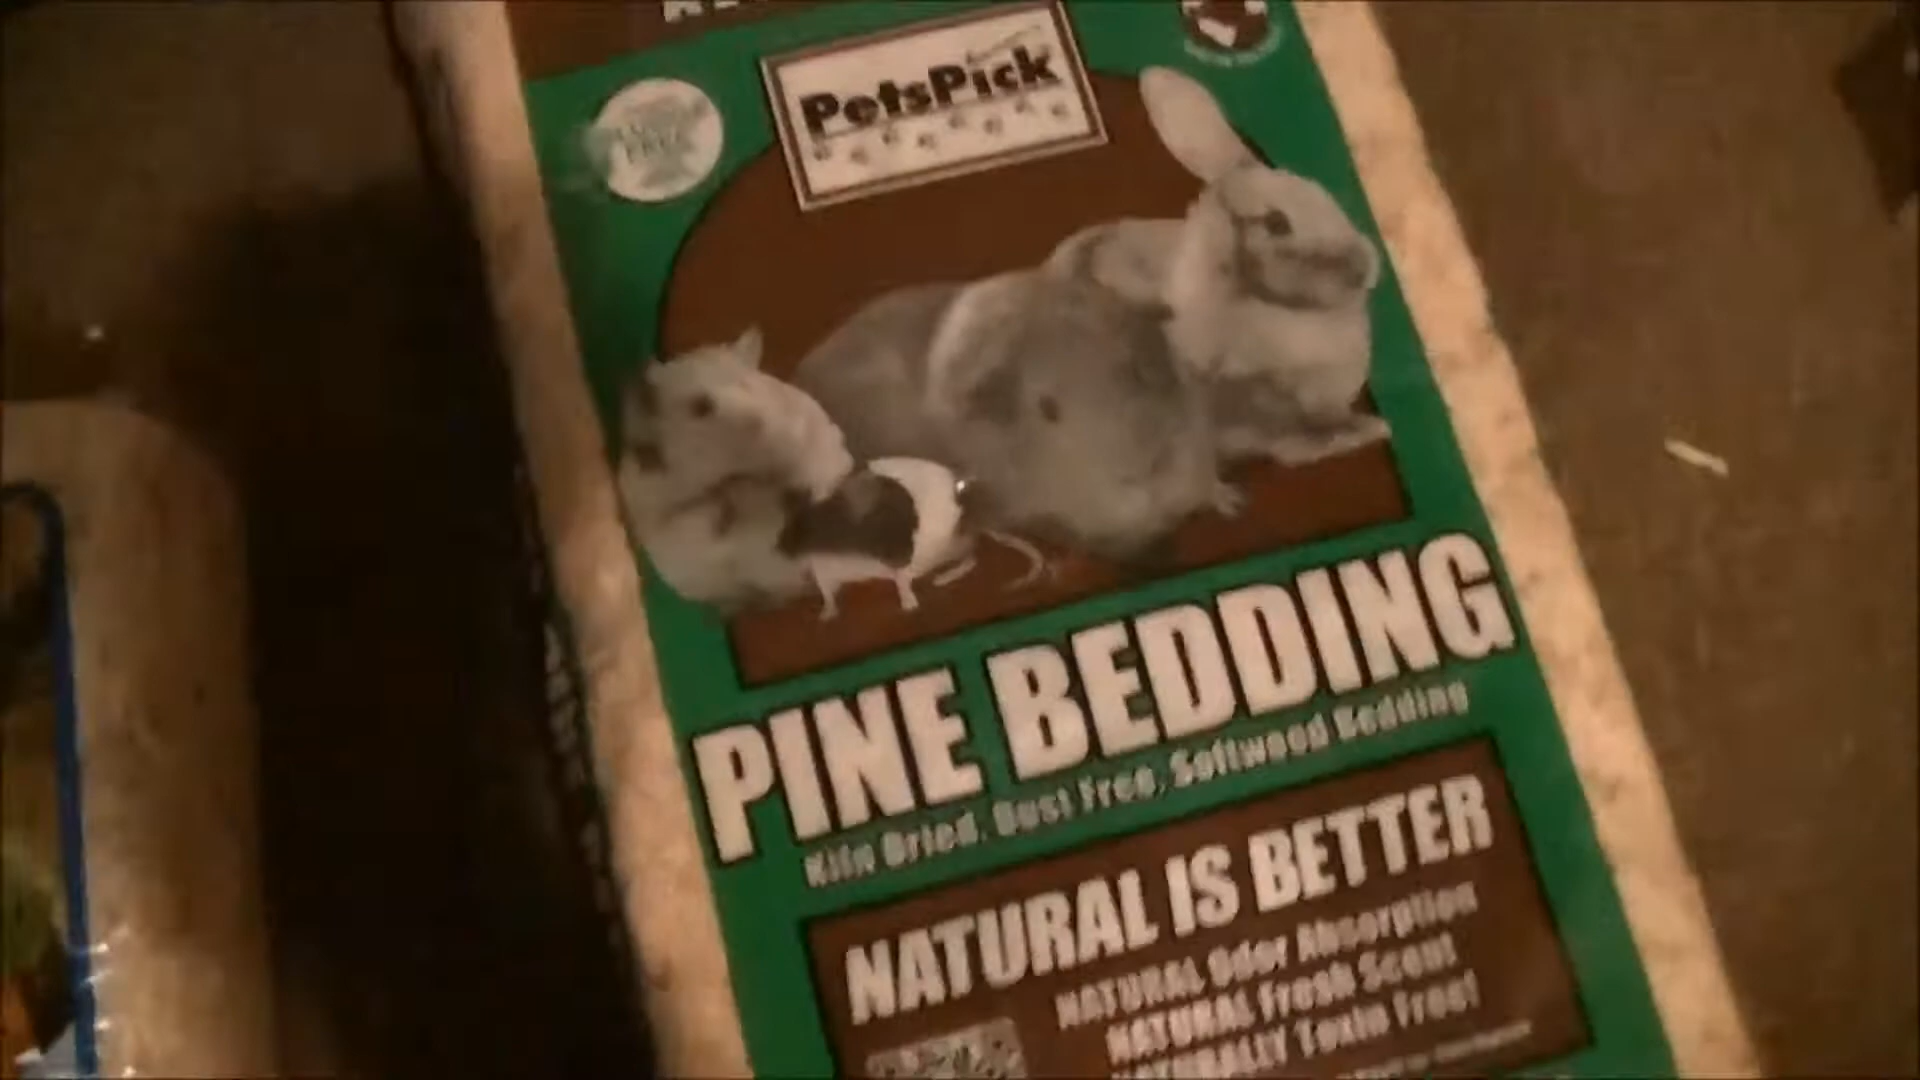 PetsPick
PINE BEDDING
Kiln Dried, Dust Free, Softwood Bedding
NATURAL IS BETTER
NATURAL Odor Absorption
NATURAL Fresh Scent
NATURALLY Toxin Free!